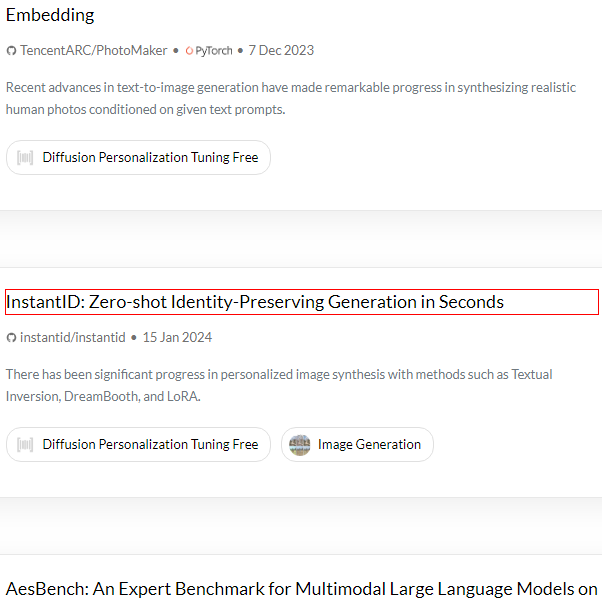 Embedding
TencentARC/PhotoMaker • PyTorch • 7 Dec 2023
Recent advances in text-to-image generation have made remarkable progress in synthesizing realistic
human photos conditioned on given text prompts.
Diffusion Personalization Tuning Free
InstantID: Zero-shot Identity-Preserving Generation in Seconds
instantid/instantid • 15 Jan 2024
There has been significant progress in personalized image synthesis with methods such as Textual
Inversion, DreamBooth, and LoRA.
Diffusion Personalization Tuning Free Image Generation
AesBench: An Expert Benchmark for Multimodal Large Language Models on